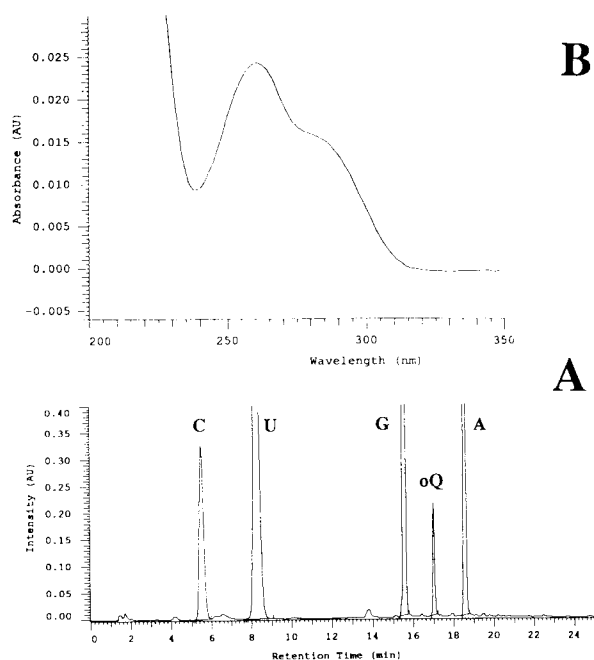 B
0.025
0.020
0.015
0.010
0.005
0.000
-0.005
Absorbance (AU)
200 250 300 350
Wavelength (nm)
A
0.40
0.35
0.30
0.25
0.20
0.15
0.10
0.05
0.00
Intensity (AU)
C
U
G
oQ
A
0 2 4 6 8 10 12 14 16 18 20 22 24
Retention Time (min)